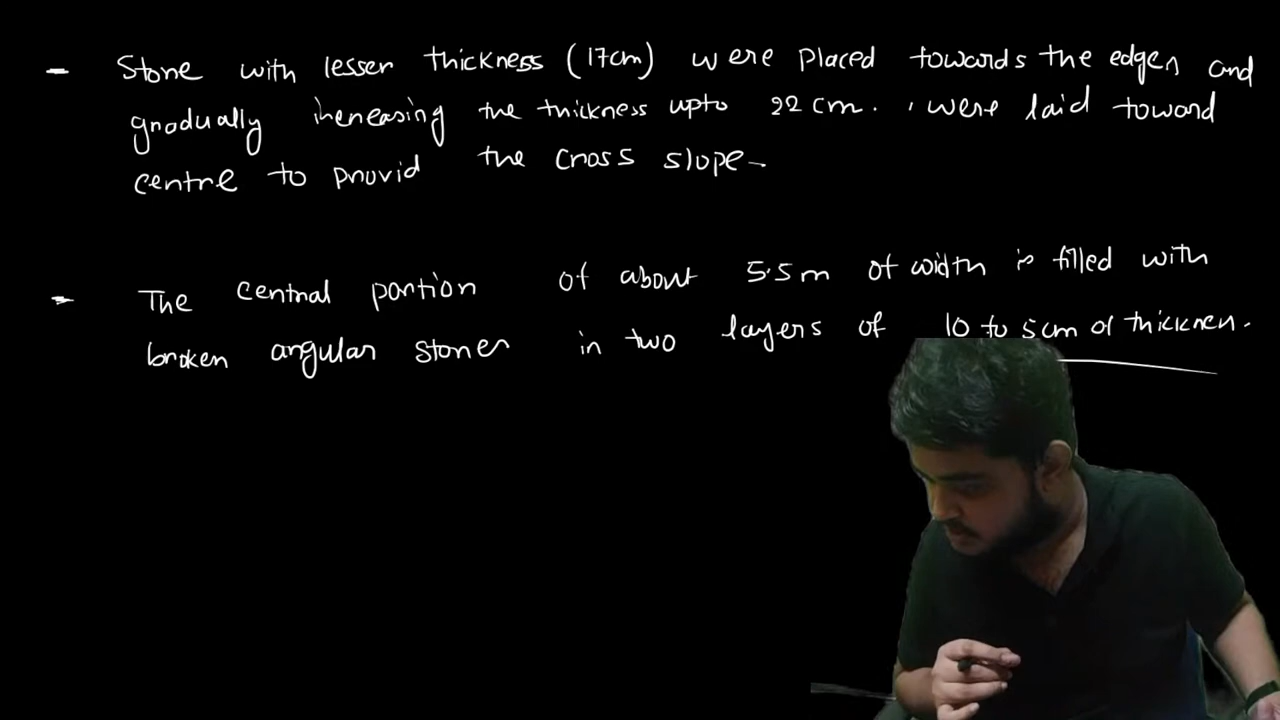 - Stone with lesser thickness (17cm) were placed towards the edges and
gradually increasing the thickness upto 22 cm. were laid toward
centre to provid the cross slope-
- The central portion of about 5.5m of width is filled with
broken angular stones in two layers of 10 to 5cm of thicknes.